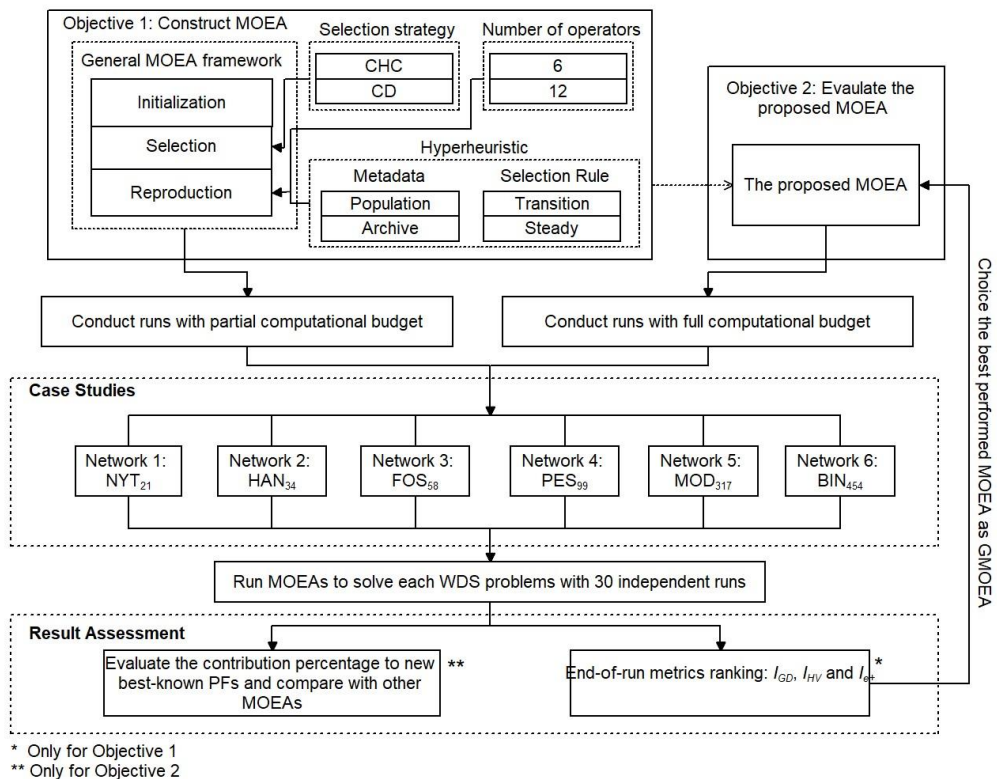 Objective 1: Construct MOEA
Selection strategy
Number of operators
General MOEA framework
CHC
CD
6
12
Initialization
Selection
Reproduction
Hyperheuristic
Metadata
Selection Rule
Population
Archive
Transition
Steady
Objective 2: Evaulate the
proposed MOEA
The proposed MOEA
Conduct runs with partial computational budget
Conduct runs with full computational budget
Choice the best performed MOEA as GMOEA
Case Studies
Network 1:
NYT21
Network 2:
HAN34
Network 3:
FOS58
Network 4:
PES99
Network 5:
MOD317
Network 6:
BIN454
Run MOEAs to solve each WDS problems with 30 independent runs
Result Assessment
Evaluate the contribution percentage to new
best-known PFs and compare with other
MOEAs
**
End-of-run metrics ranking: IGD, IHV and Ie+
*
* Only for Objective 1
** Only for Objective 2